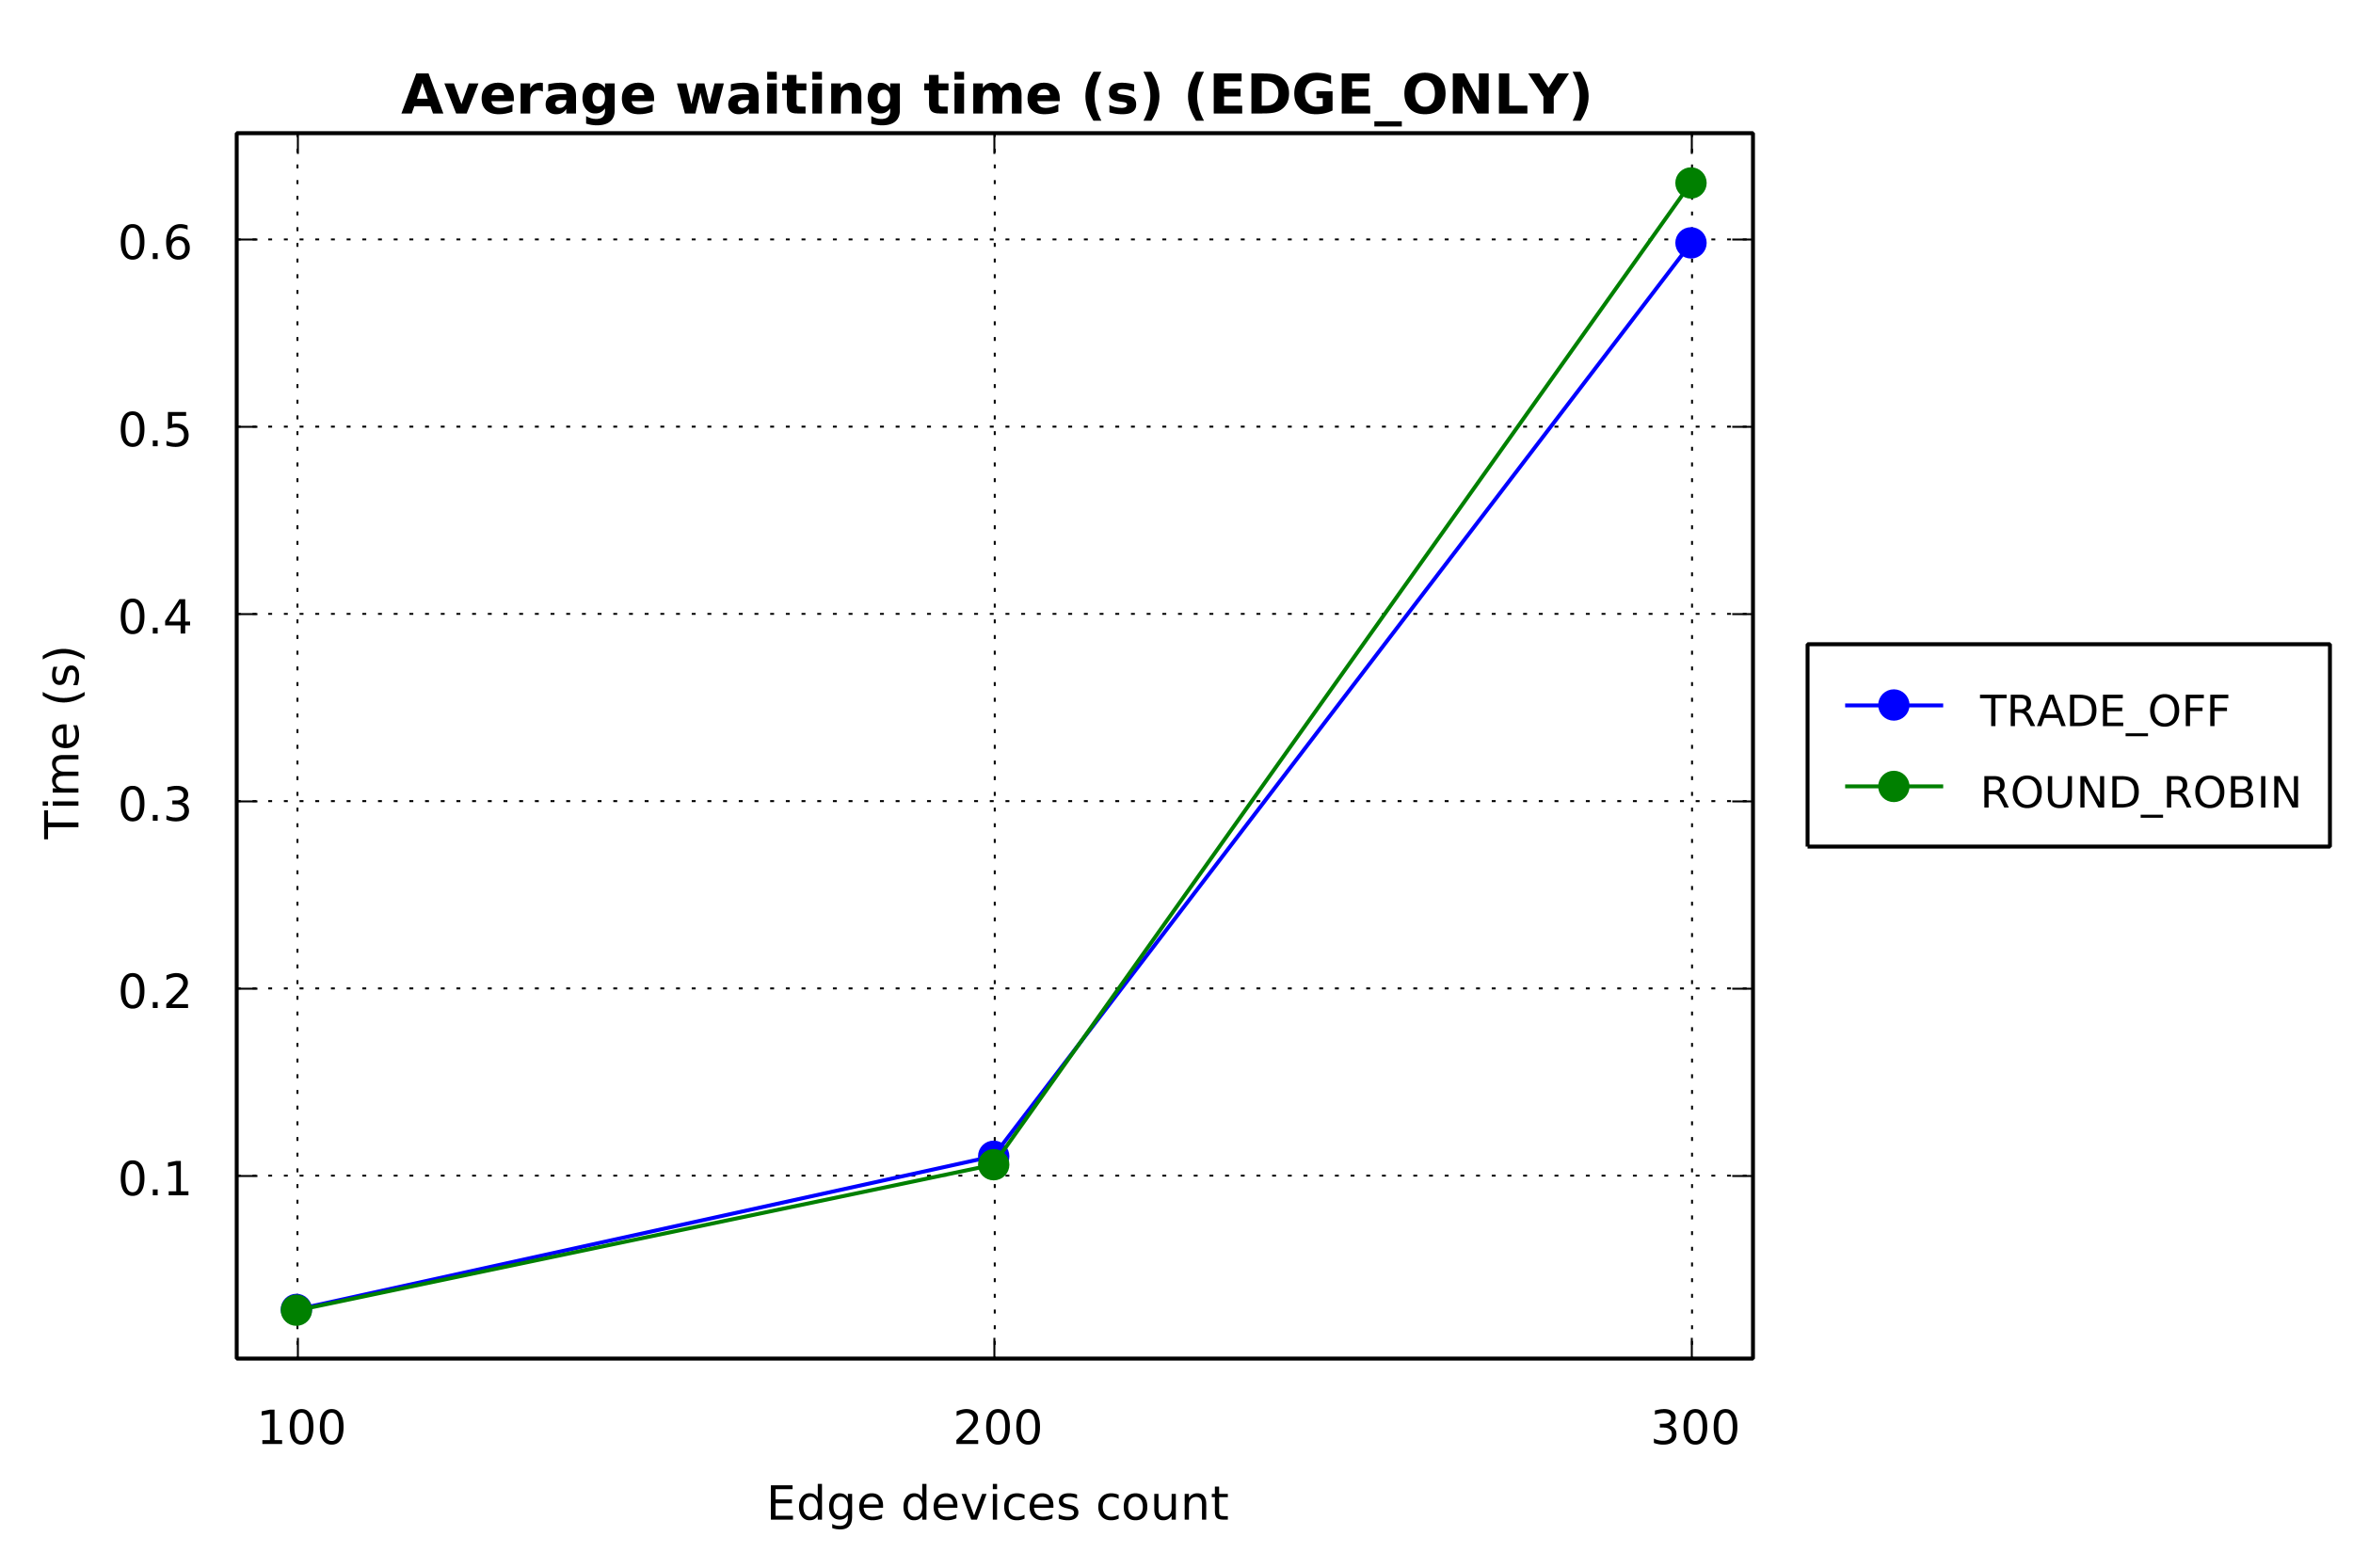 Average waiting time (s) (EDGE_ONLY)
0.6
0.5
0.4
0.3
0.2
0.1
Time (s)
100 200 300
Edge devices count
TRADE_OFF
ROUND_ROBIN